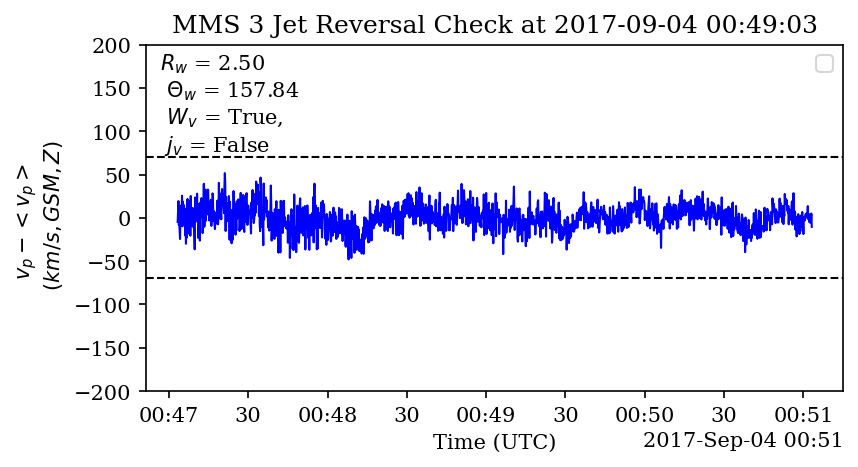 MMS 3 Jet Reversal Check at 2017-09-04 00:49:03
R_w = 2.50
Θ_w = 157.84
W_v = True,
j_v = False
v_p − < v_p >
(km/s, GSM, Z)
200
150
100
50
0
−50
−100
−150
−200
00:47 30 00:48 30 00:49 30 00:50 30 00:51
Time (UTC)
2017-Sep-04 00:51